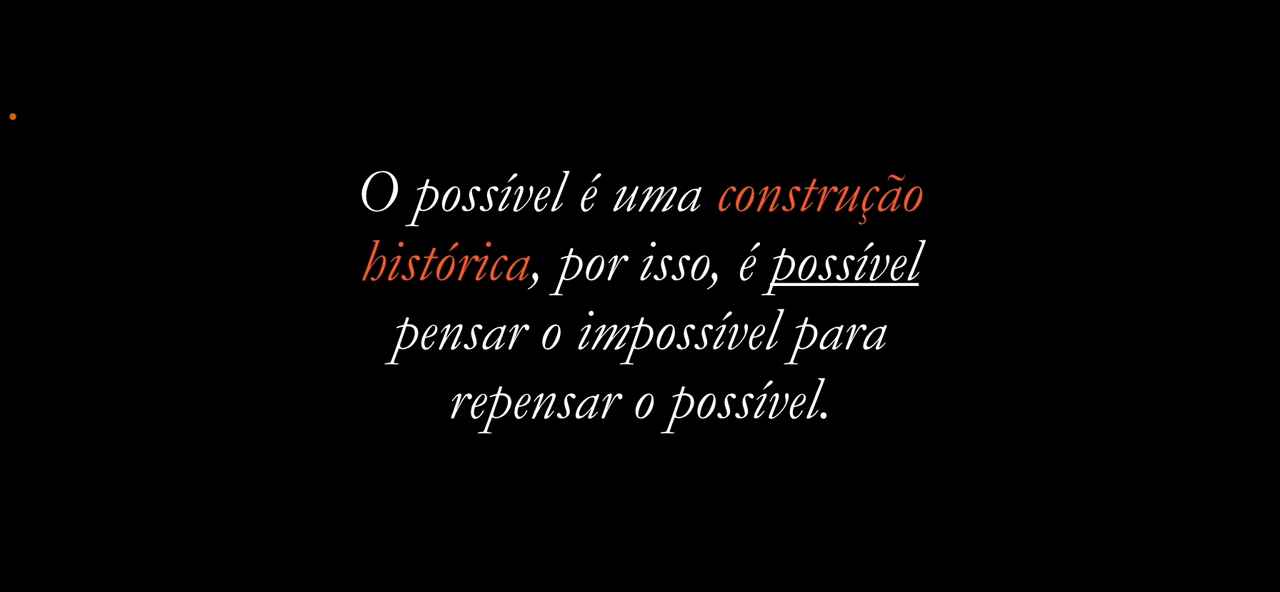 O possível é uma construção
histórica, por isso, é possível
pensar o impossível para
repensar o possível.